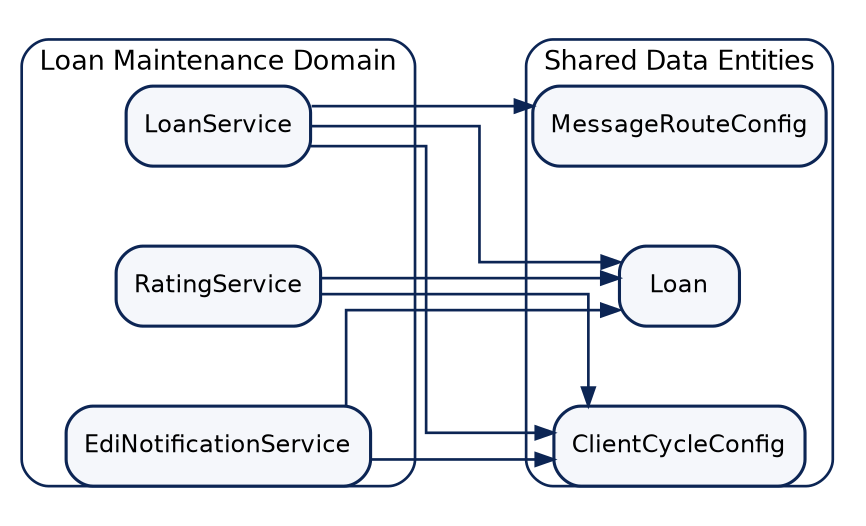 Loan Maintenance Domain
Shared Data Entities
LoanService
MessageRouteConfig
RatingService
Loan
EdiNotificationService
ClientCycleConfig